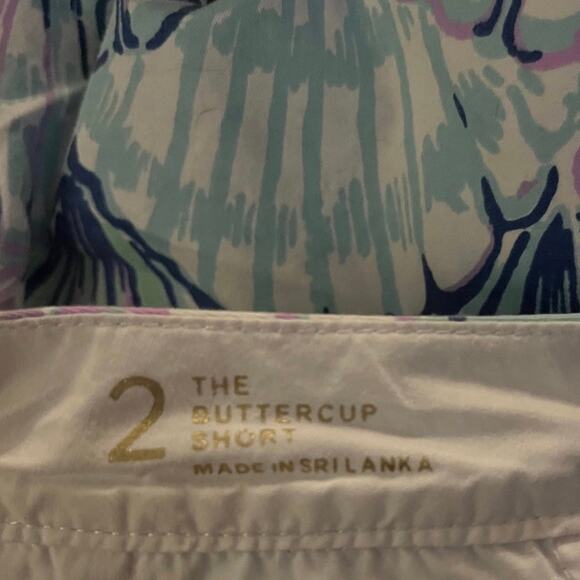 2
THE
BUTTERCUP
SHORT
MADE IN SRI LANKA